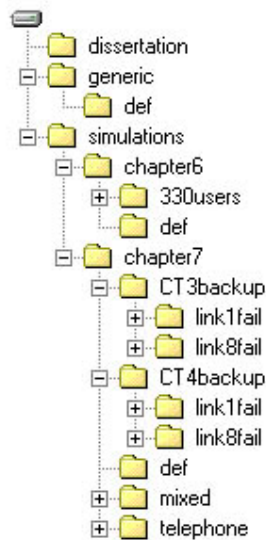 dissertation
generic
def
simulations
chapter6
330users
def
chapter7
CT3backup
link1fail
link8fail
CT4backup
link1fail
link8fail
def
mixed
telephone